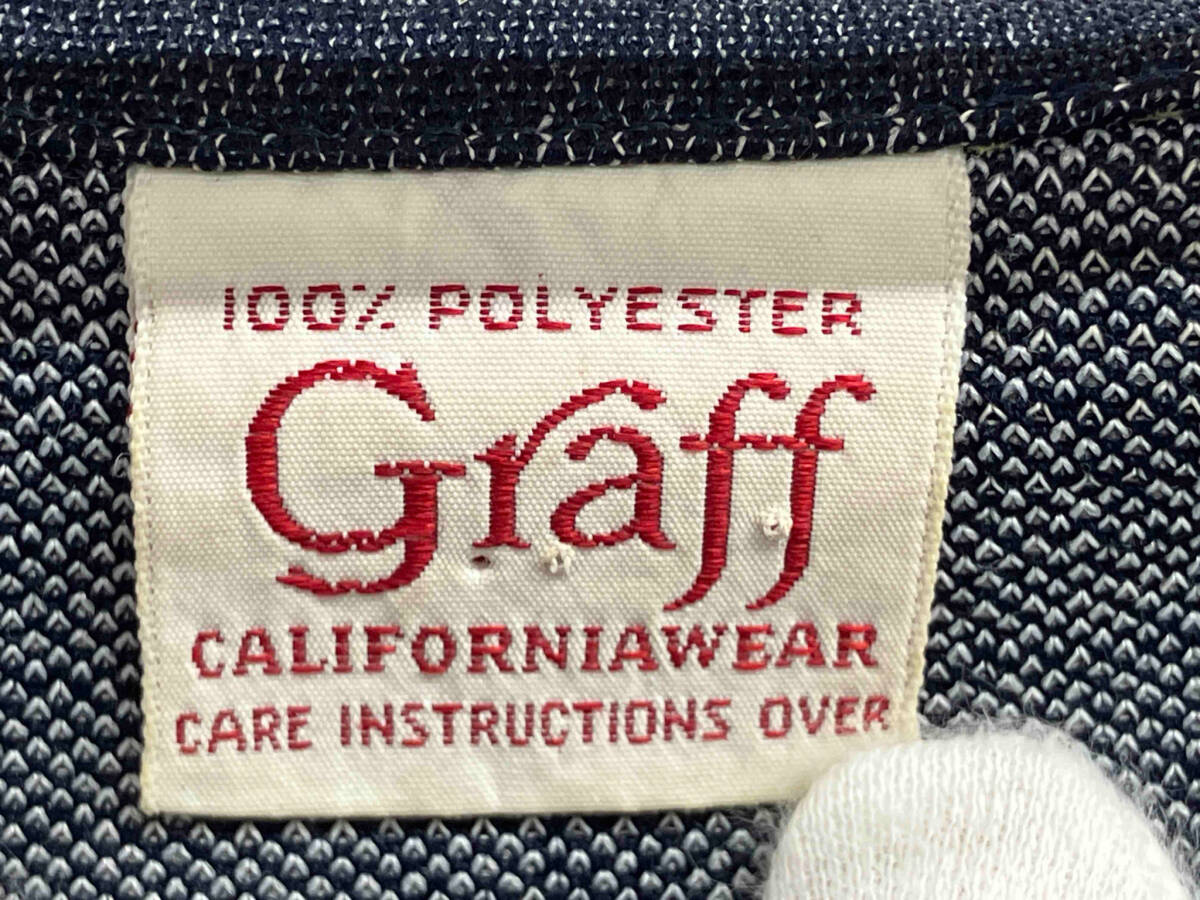 100% POLYESTER
Graff
CALIFORNIAWEAR
CARE INSTRUCTIONS OVER